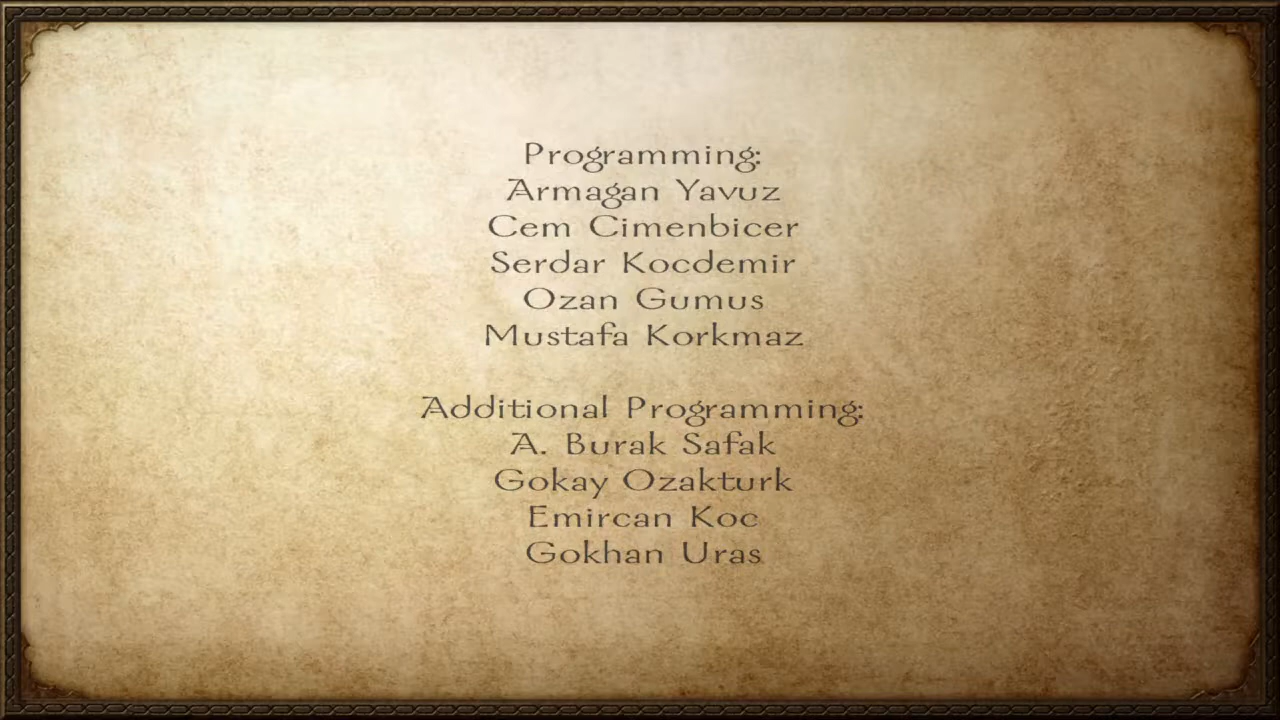 Programming:
Armagan Yavuz
Cem Cimenbicer
Serdar Kocdemir
Ozan Gumus
Mustafa Korkmaz
Additional Programming:
A. Burak Safak
Gokay Ozakturk
Emircan Koc
Gokhan Uras